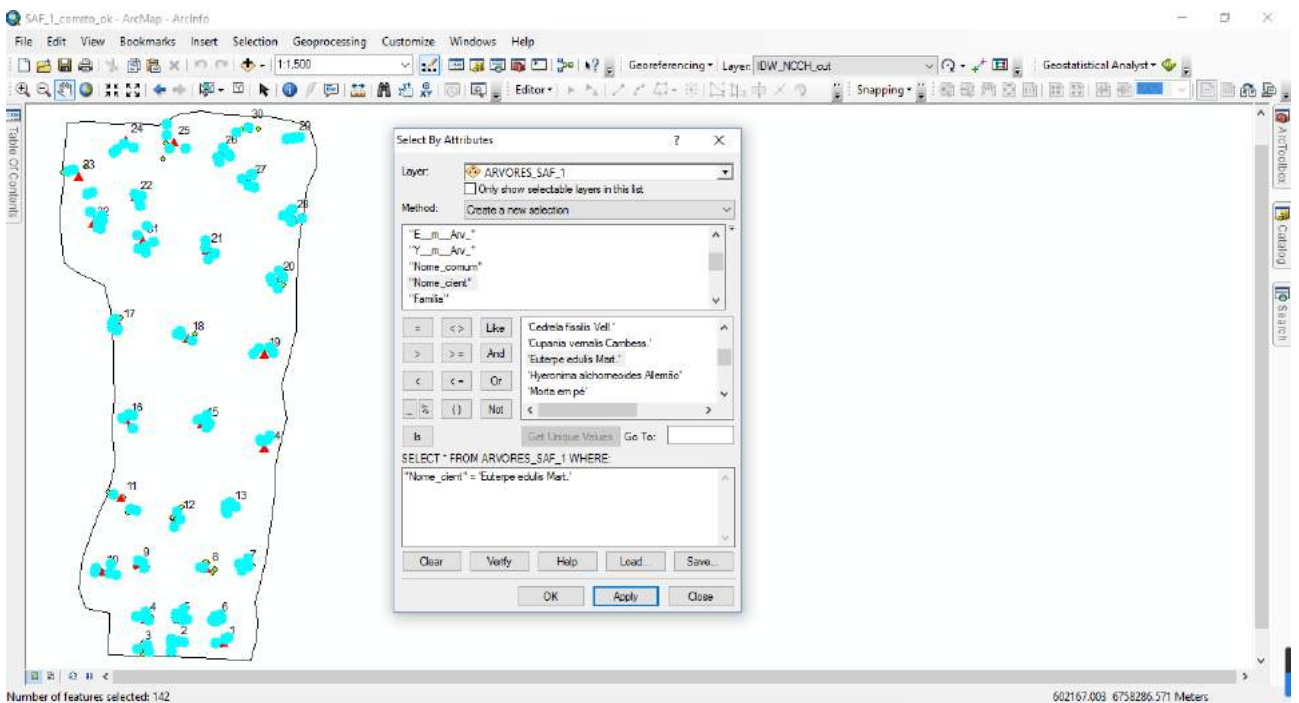 SAF_1_correto_ok - ArcMap - ArcInfo
File Edit View Bookmarks Insert Selection Geoprocessing Customize Windows Help
1:1.500 Georeferencing Layer: IDW_NCCH_cut Geostatistical Analyst
Editor Snapping
Table Of Contents
ArcToolbox
Catalog
Search
30
24 25 29
26
23 27
22
28
21
20
17
18
19
16
15
11
12 13
9 8 7
4 5 6
3 2 1
Select By Attributes ? X
Layer: ARVORES_SAF_1
Only show selectable layers in this list
Method: Create a new selection
"E__m__Arv_"
"Y__m__Arv_"
"Nome_comum"
"Nome_cient"
"Familia"
= <> Like 'Cedrela fissilis Vell.'
'Cupania vernalis Cambess.'
> >= And 'Euterpe edulis Mart.'
< <= Or 'Hyeronima alchorneoides Allemão'
'Morta em pé'
_ % () Not
Is Get Unique Values Go To:
SELECT * FROM ARVORES_SAF_1 WHERE:
"Nome_cient" = 'Euterpe edulis Mart.'
Clear Verify Help Load... Save...
OK Apply Close
Number of features selected: 142
602167.003 6758286.571 Meters